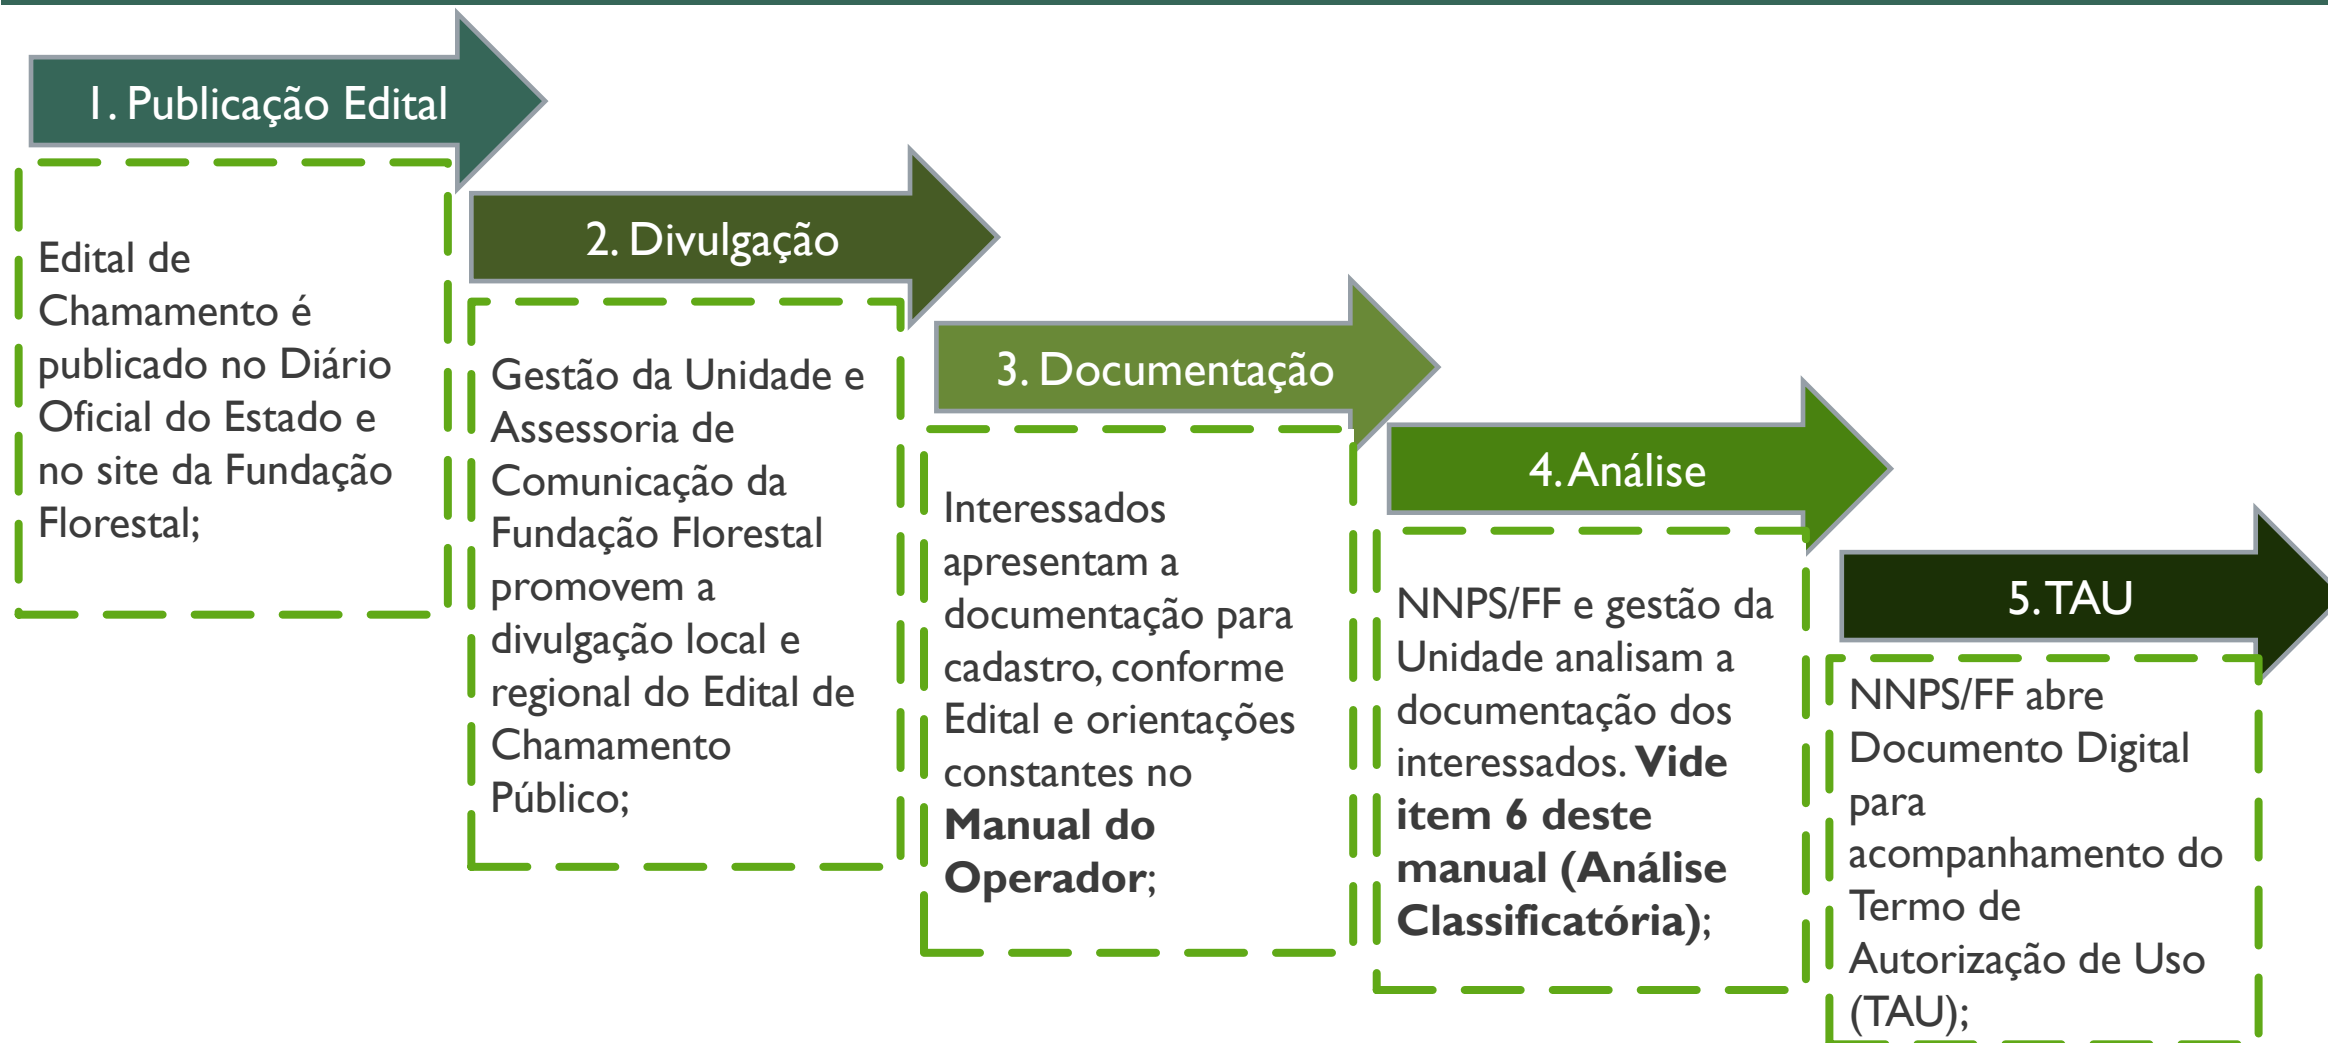 1. Publicação Edital
Edital de
Chamamento é
publicado no Diário
Oficial do Estado e
no site da Fundação
Florestal;
2. Divulgação
Gestão da Unidade e
Assessoria de
Comunicação da
Fundação Florestal
promovem a
divulgação local e
regional do Edital de
Chamamento
Público;
3. Documentação
Interessados
apresentam a
documentação para
cadastro, conforme
Edital e orientações
constantes no
Manual do
Operador;
4. Análise
NNPS/FF e gestão da
Unidade analisam a
documentação dos
interessados. Vide
item 6 deste
manual (Análise
Classificatória);
5. TAU
NNPS/FF abre
Documento Digital
para
acompanhamento do
Termo de
Autorização de Uso
(TAU);